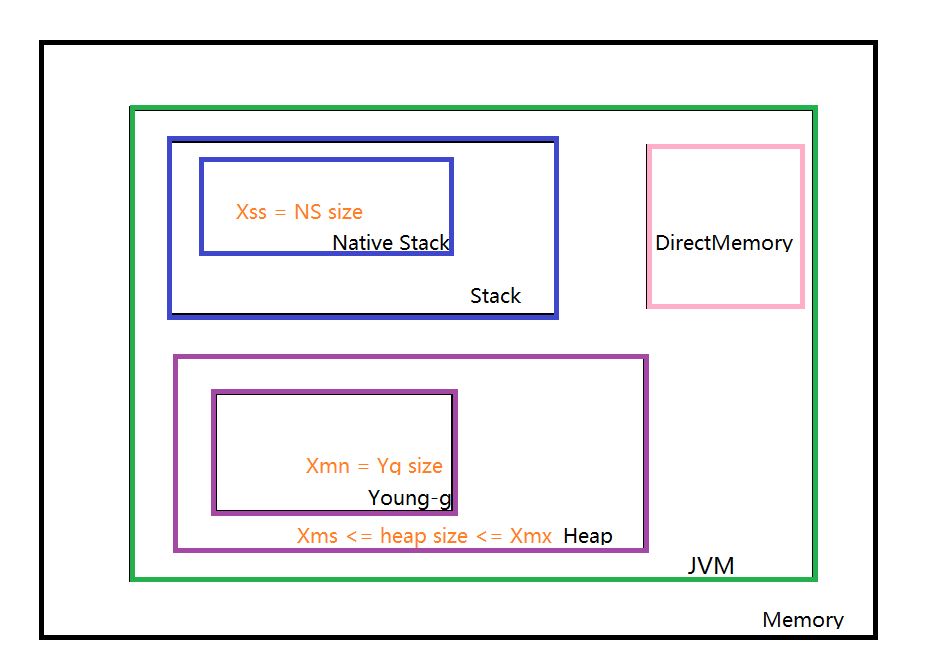 Xss = NS size
Native Stack
DirectMemory
Stack
Xmn = Yg size
Young-g
Xms <= heap size <= Xmx Heap
JVM
Memory